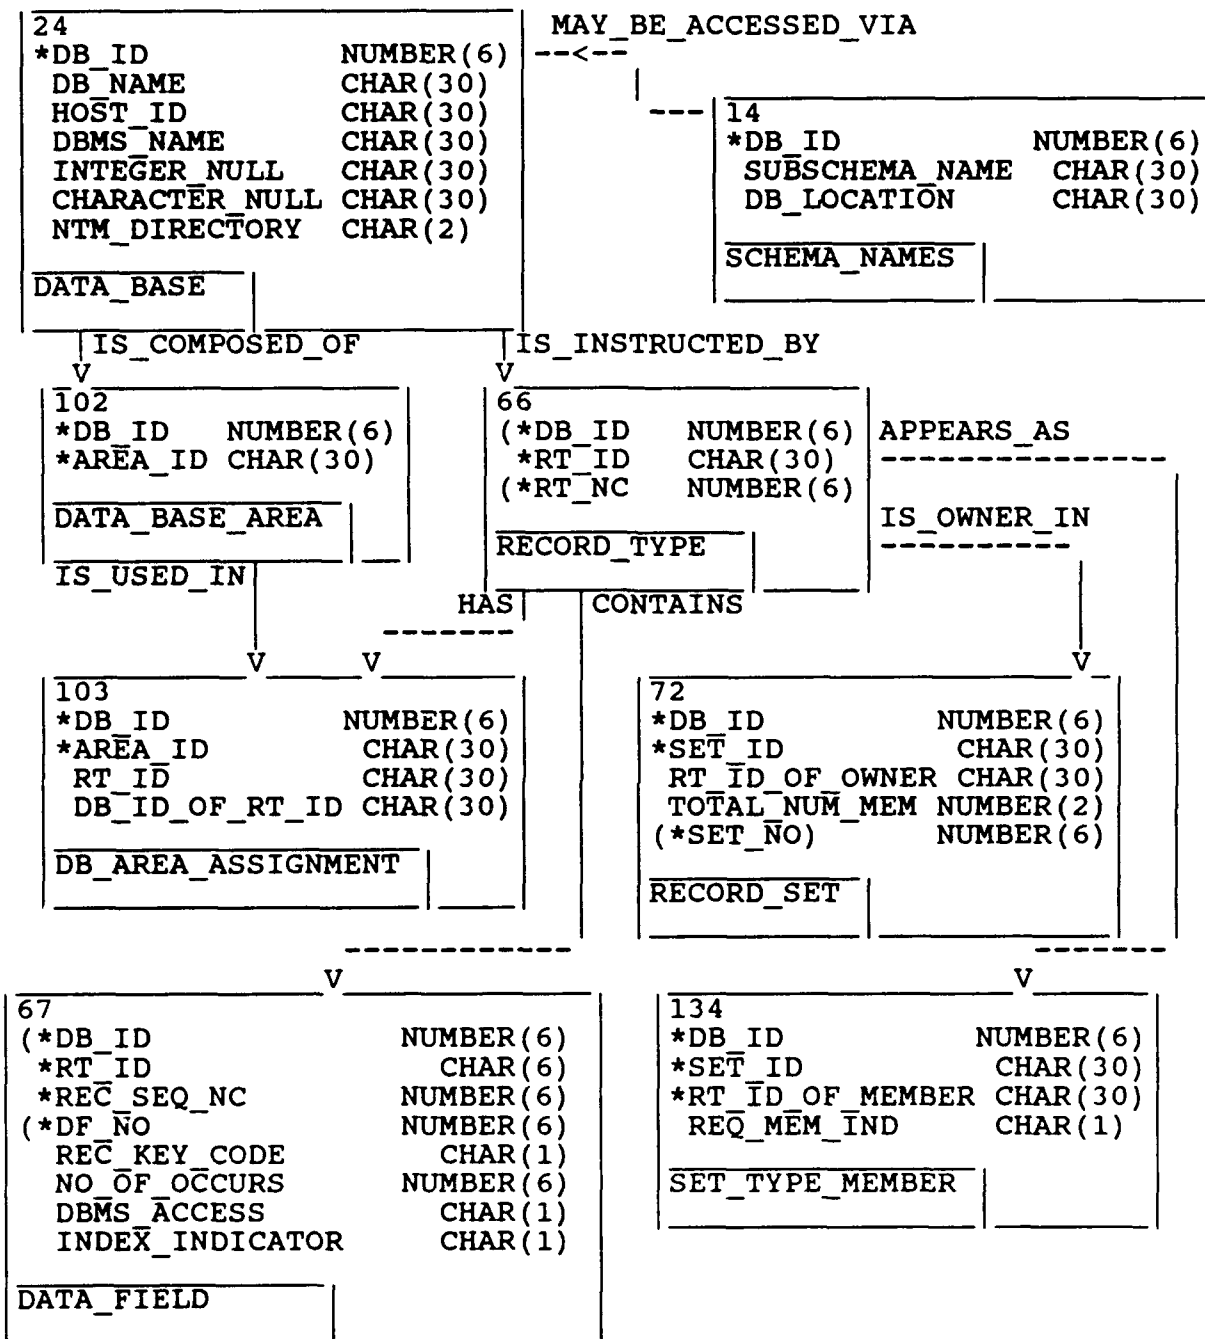 24
*DB_ID NUMBER(6)
DB_NAME CHAR(30)
HOST_ID CHAR(30)
DBMS_NAME CHAR(30)
INTEGER_NULL CHAR(30)
CHARACTER_NULL CHAR(30)
NTM_DIRECTORY CHAR(2)
DATA_BASE
MAY_BE_ACCESSED_VIA
14
*DB_ID NUMBER(6)
SUBSCHEMA_NAME CHAR(30)
DB_LOCATION CHAR(30)
SCHEMA_NAMES
IS_COMPOSED_OF
IS_INSTRUCTED_BY
102
*DB_ID NUMBER(6)
*AREA_ID CHAR(30)
DATA_BASE_AREA
66
(*DB_ID NUMBER(6)
*RT_ID CHAR(30)
(*RT_NC NUMBER(6)
RECORD_TYPE
APPEARS_AS
IS_OWNER_IN
IS_USED_IN
HAS
CONTAINS
103
*DB_ID NUMBER(6)
*AREA_ID CHAR(30)
RT_ID CHAR(30)
DB_ID_OF_RT_ID CHAR(30)
DB_AREA_ASSIGNMENT
72
*DB_ID NUMBER(6)
*SET_ID CHAR(30)
RT_ID_OF_OWNER CHAR(30)
TOTAL_NUM_MEM NUMBER(2)
(*SET_NO) NUMBER(6)
RECORD_SET
67
(*DB_ID NUMBER(6)
*RT_ID CHAR(6)
*REC_SEQ_NC NUMBER(6)
(*DF_NO NUMBER(6)
REC_KEY_CODE CHAR(1)
NO_OF_OCCURS NUMBER(6)
DBMS_ACCESS CHAR(1)
INDEX_INDICATOR CHAR(1)
DATA_FIELD
134
*DB_ID NUMBER(6)
*SET_ID CHAR(30)
*RT_ID_OF_MEMBER CHAR(30)
REQ_MEM_IND CHAR(1)
SET_TYPE_MEMBER